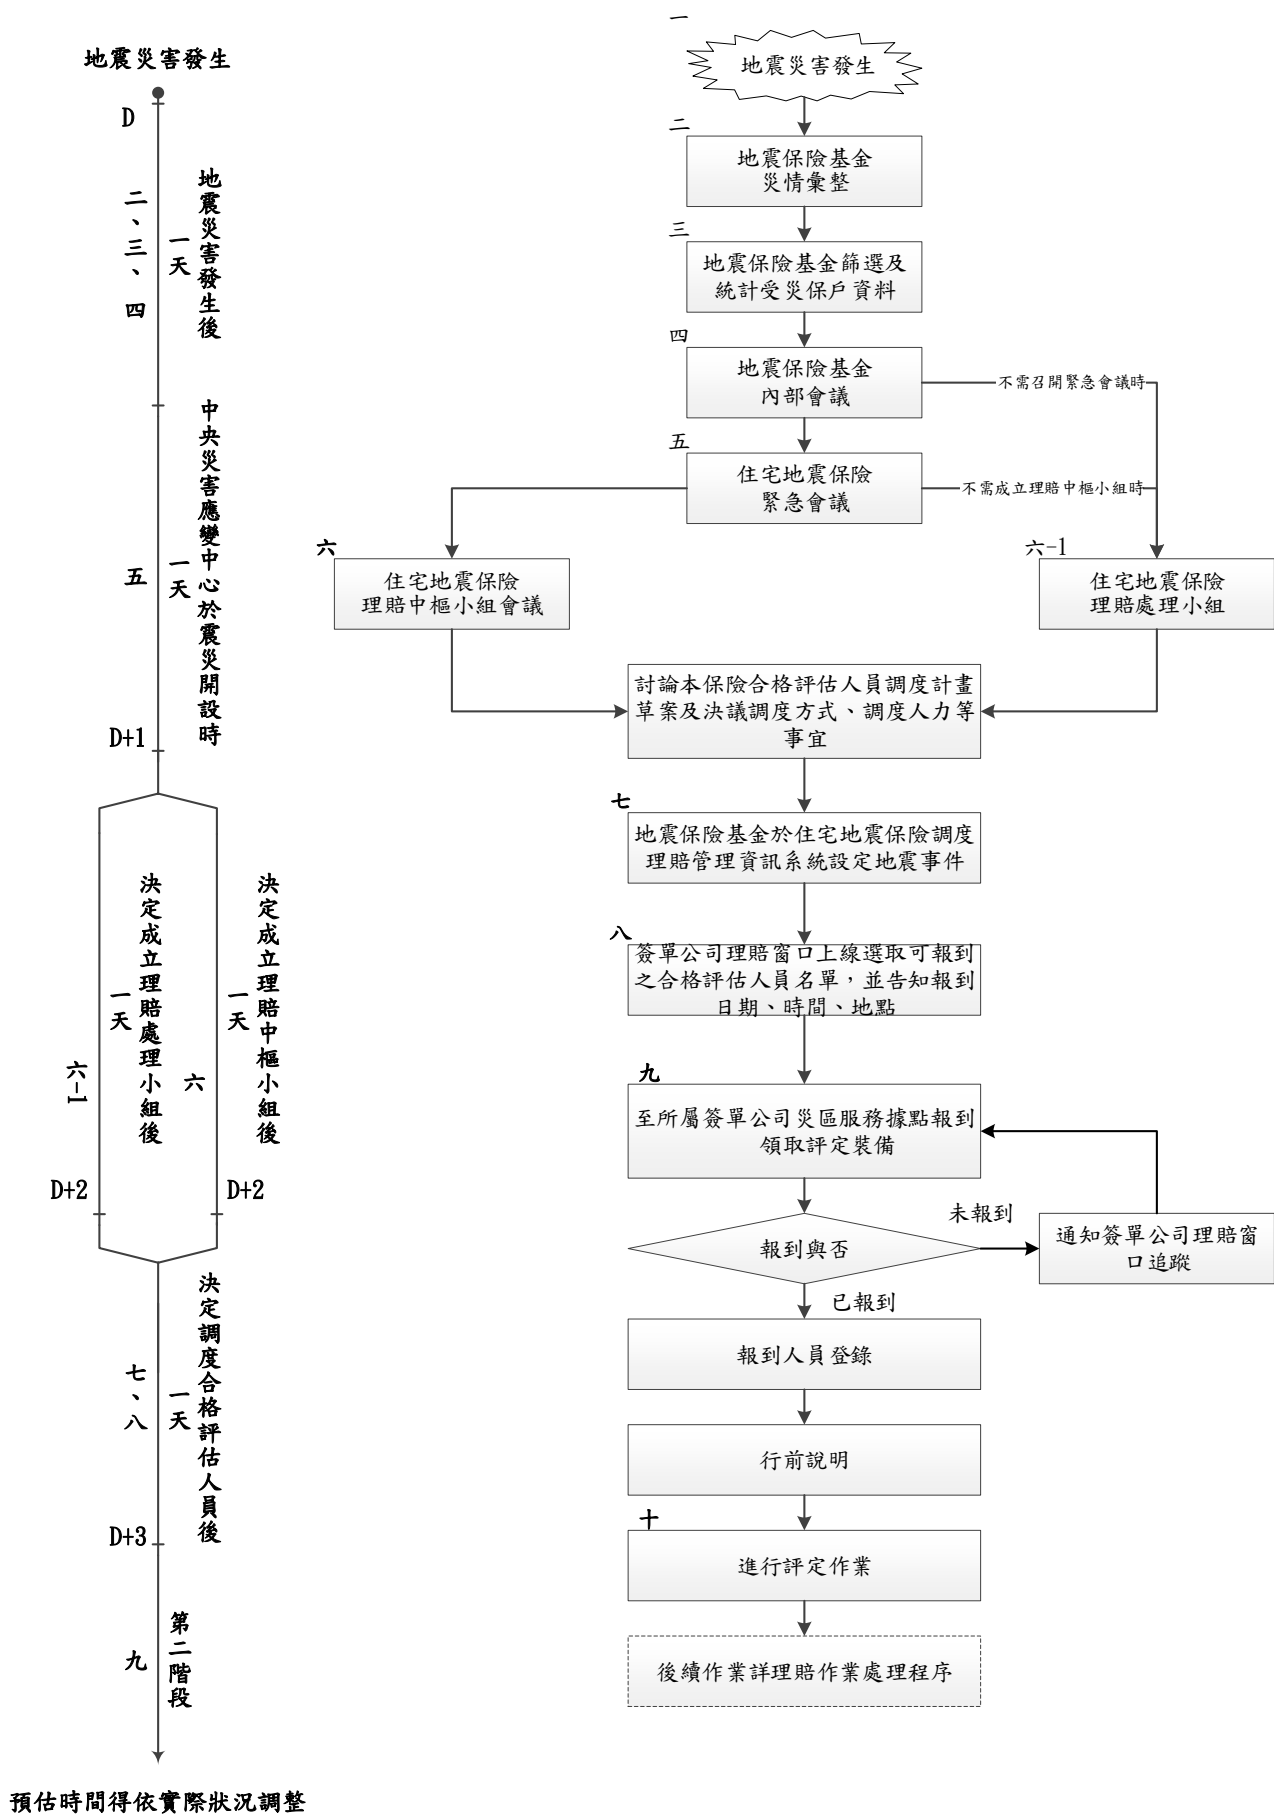 地震災害發生
D
二、三、四
一天
地震災害發生後
五
一天
中央災害應變中心於震災開設時
D+1
六-1
一天
決定成立理賠處理小組後
D+2
六
一天
決定成立理賠中樞小組後
D+2
七、八
一天
決定調度合格評估人員後
D+3
九
第二階段
預估時間得依實際狀況調整
一
地震災害發生
二
地震保險基金
災情彙整
三
地震保險基金篩選及
統計受災保戶資料
四
地震保險基金
內部會議
不需召開緊急會議時
五
住宅地震保險
緊急會議
不需成立理賠中樞小組時
六
住宅地震保險
理賠中樞小組會議
六-1
住宅地震保險
理賠處理小組
討論本保險合格評估人員調度計畫
草案及決議調度方式、調度人力等
事宜
七
地震保險基金於住宅地震保險調度
理賠管理資訊系統設定地震事件
八
簽單公司理賠窗口上線選取可報到
之合格評估人員名單，並告知報到
日期、時間、地點
九
至所屬簽單公司災區服務據點報到
領取評定裝備
報到與否
未報到
通知簽單公司理賠窗
口追蹤
已報到
報到人員登錄
行前說明
十
進行評定作業
後續作業詳理賠作業處理程序